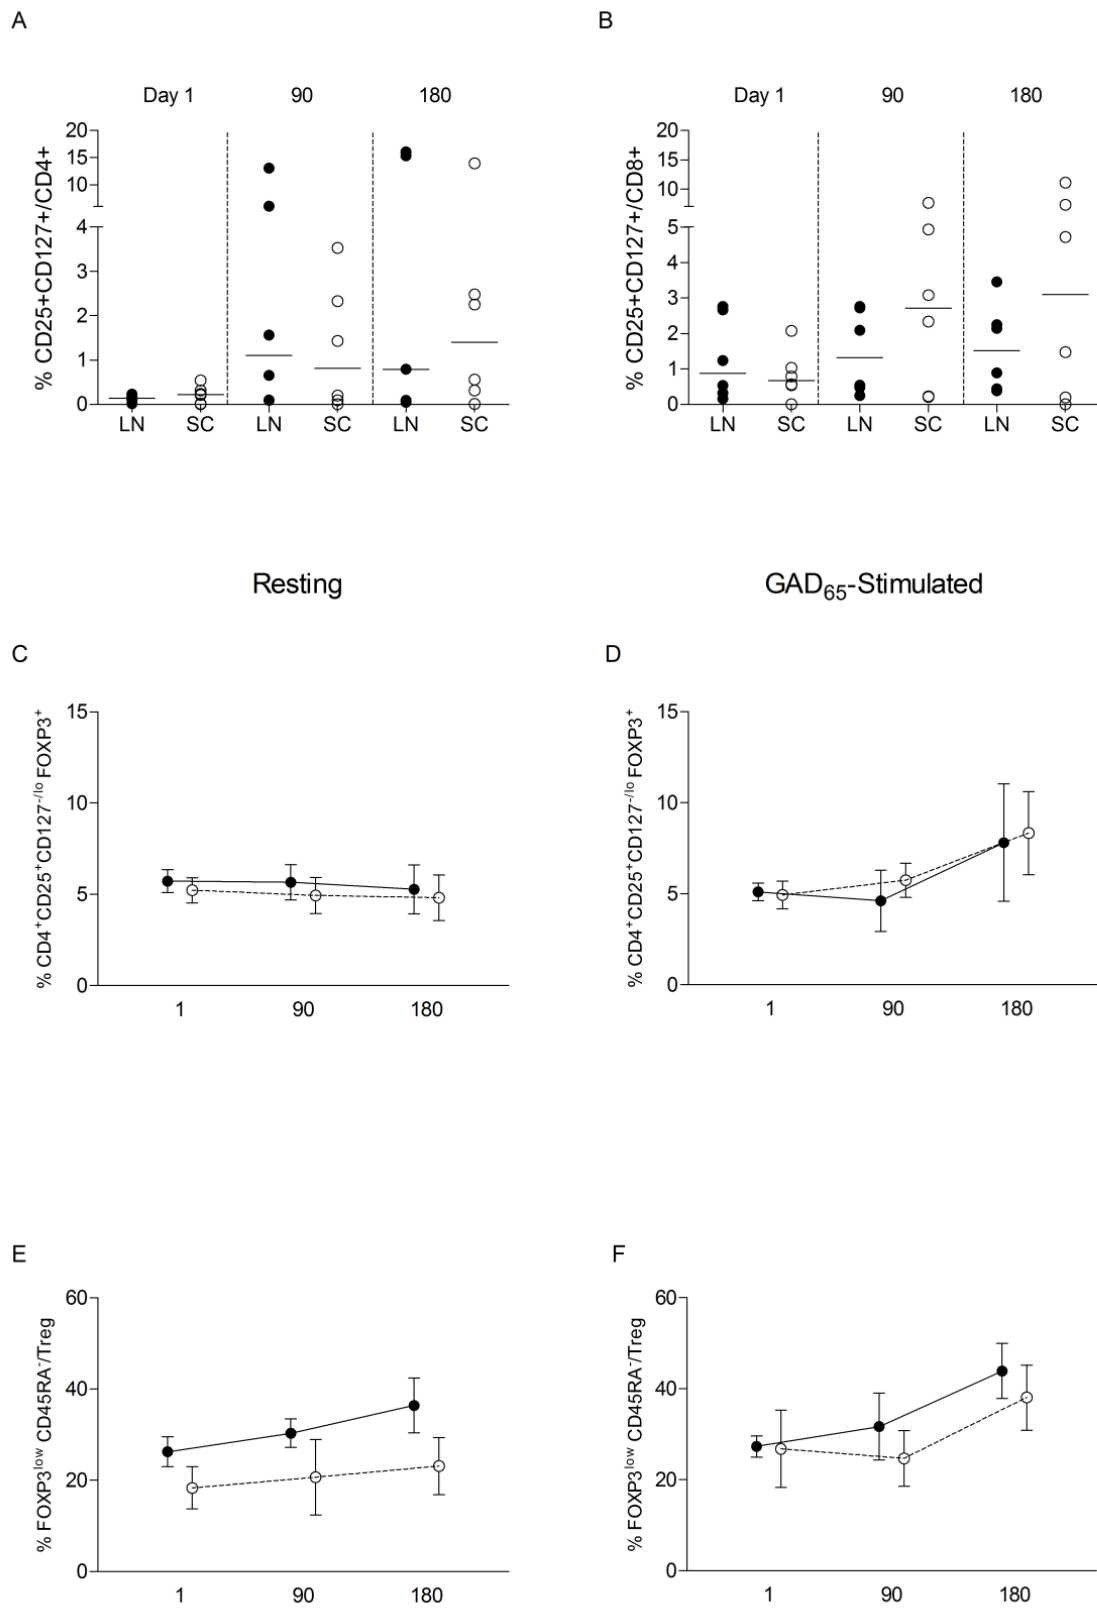 A
B
Day 1 90 180
Day 1 90 180
% CD25+CD127+/CD4+
20
15
10
4
3
2
1
0
LN SC LN SC LN SC
% CD25+CD127+/CD8+
20
15
10
5
4
3
2
1
0
LN SC LN SC LN SC
Resting
GAD₆₅-Stimulated
C
D
% CD4⁺CD25⁺CD127⁻/ˡᵒ FOXP3⁺
15
10
5
0
1 90 180
% CD4⁺CD25⁺CD127⁻/ˡᵒ FOXP3⁺
15
10
5
0
1 90 180
E
F
% FOXP3ˡᵒʷ CD45RA⁻/Treg
60
40
20
0
1 90 180
% FOXP3ˡᵒʷ CD45RA⁻/Treg
60
40
20
0
1 90 180